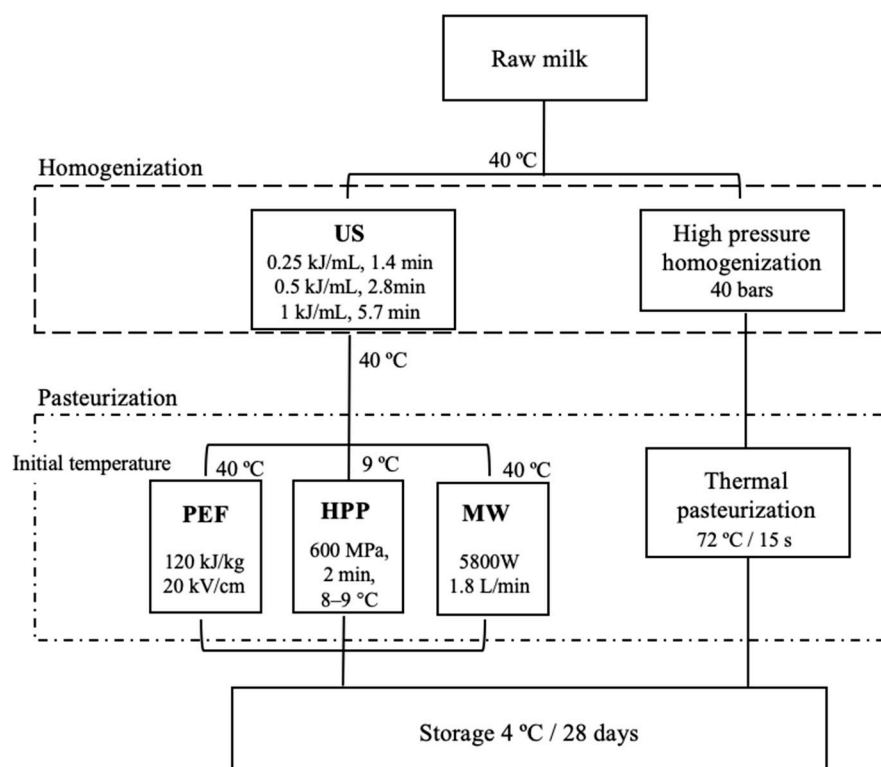 Raw milk
Homogenization
40 ºC
US
0.25 kJ/mL, 1.4 min
0.5 kJ/mL, 2.8min
1 kJ/mL, 5.7 min
High pressure
homogenization
40 bars
40 ºC
Pasteurization
Initial temperature
40 ºC
9 ºC
40 ºC
PEF
120 kJ/kg
20 kV/cm
HPP
600 MPa,
2 min,
8–9 °C
MW
5800W
1.8 L/min
Thermal
pasteurization
72 ºC / 15 s
Storage 4 ºC / 28 days